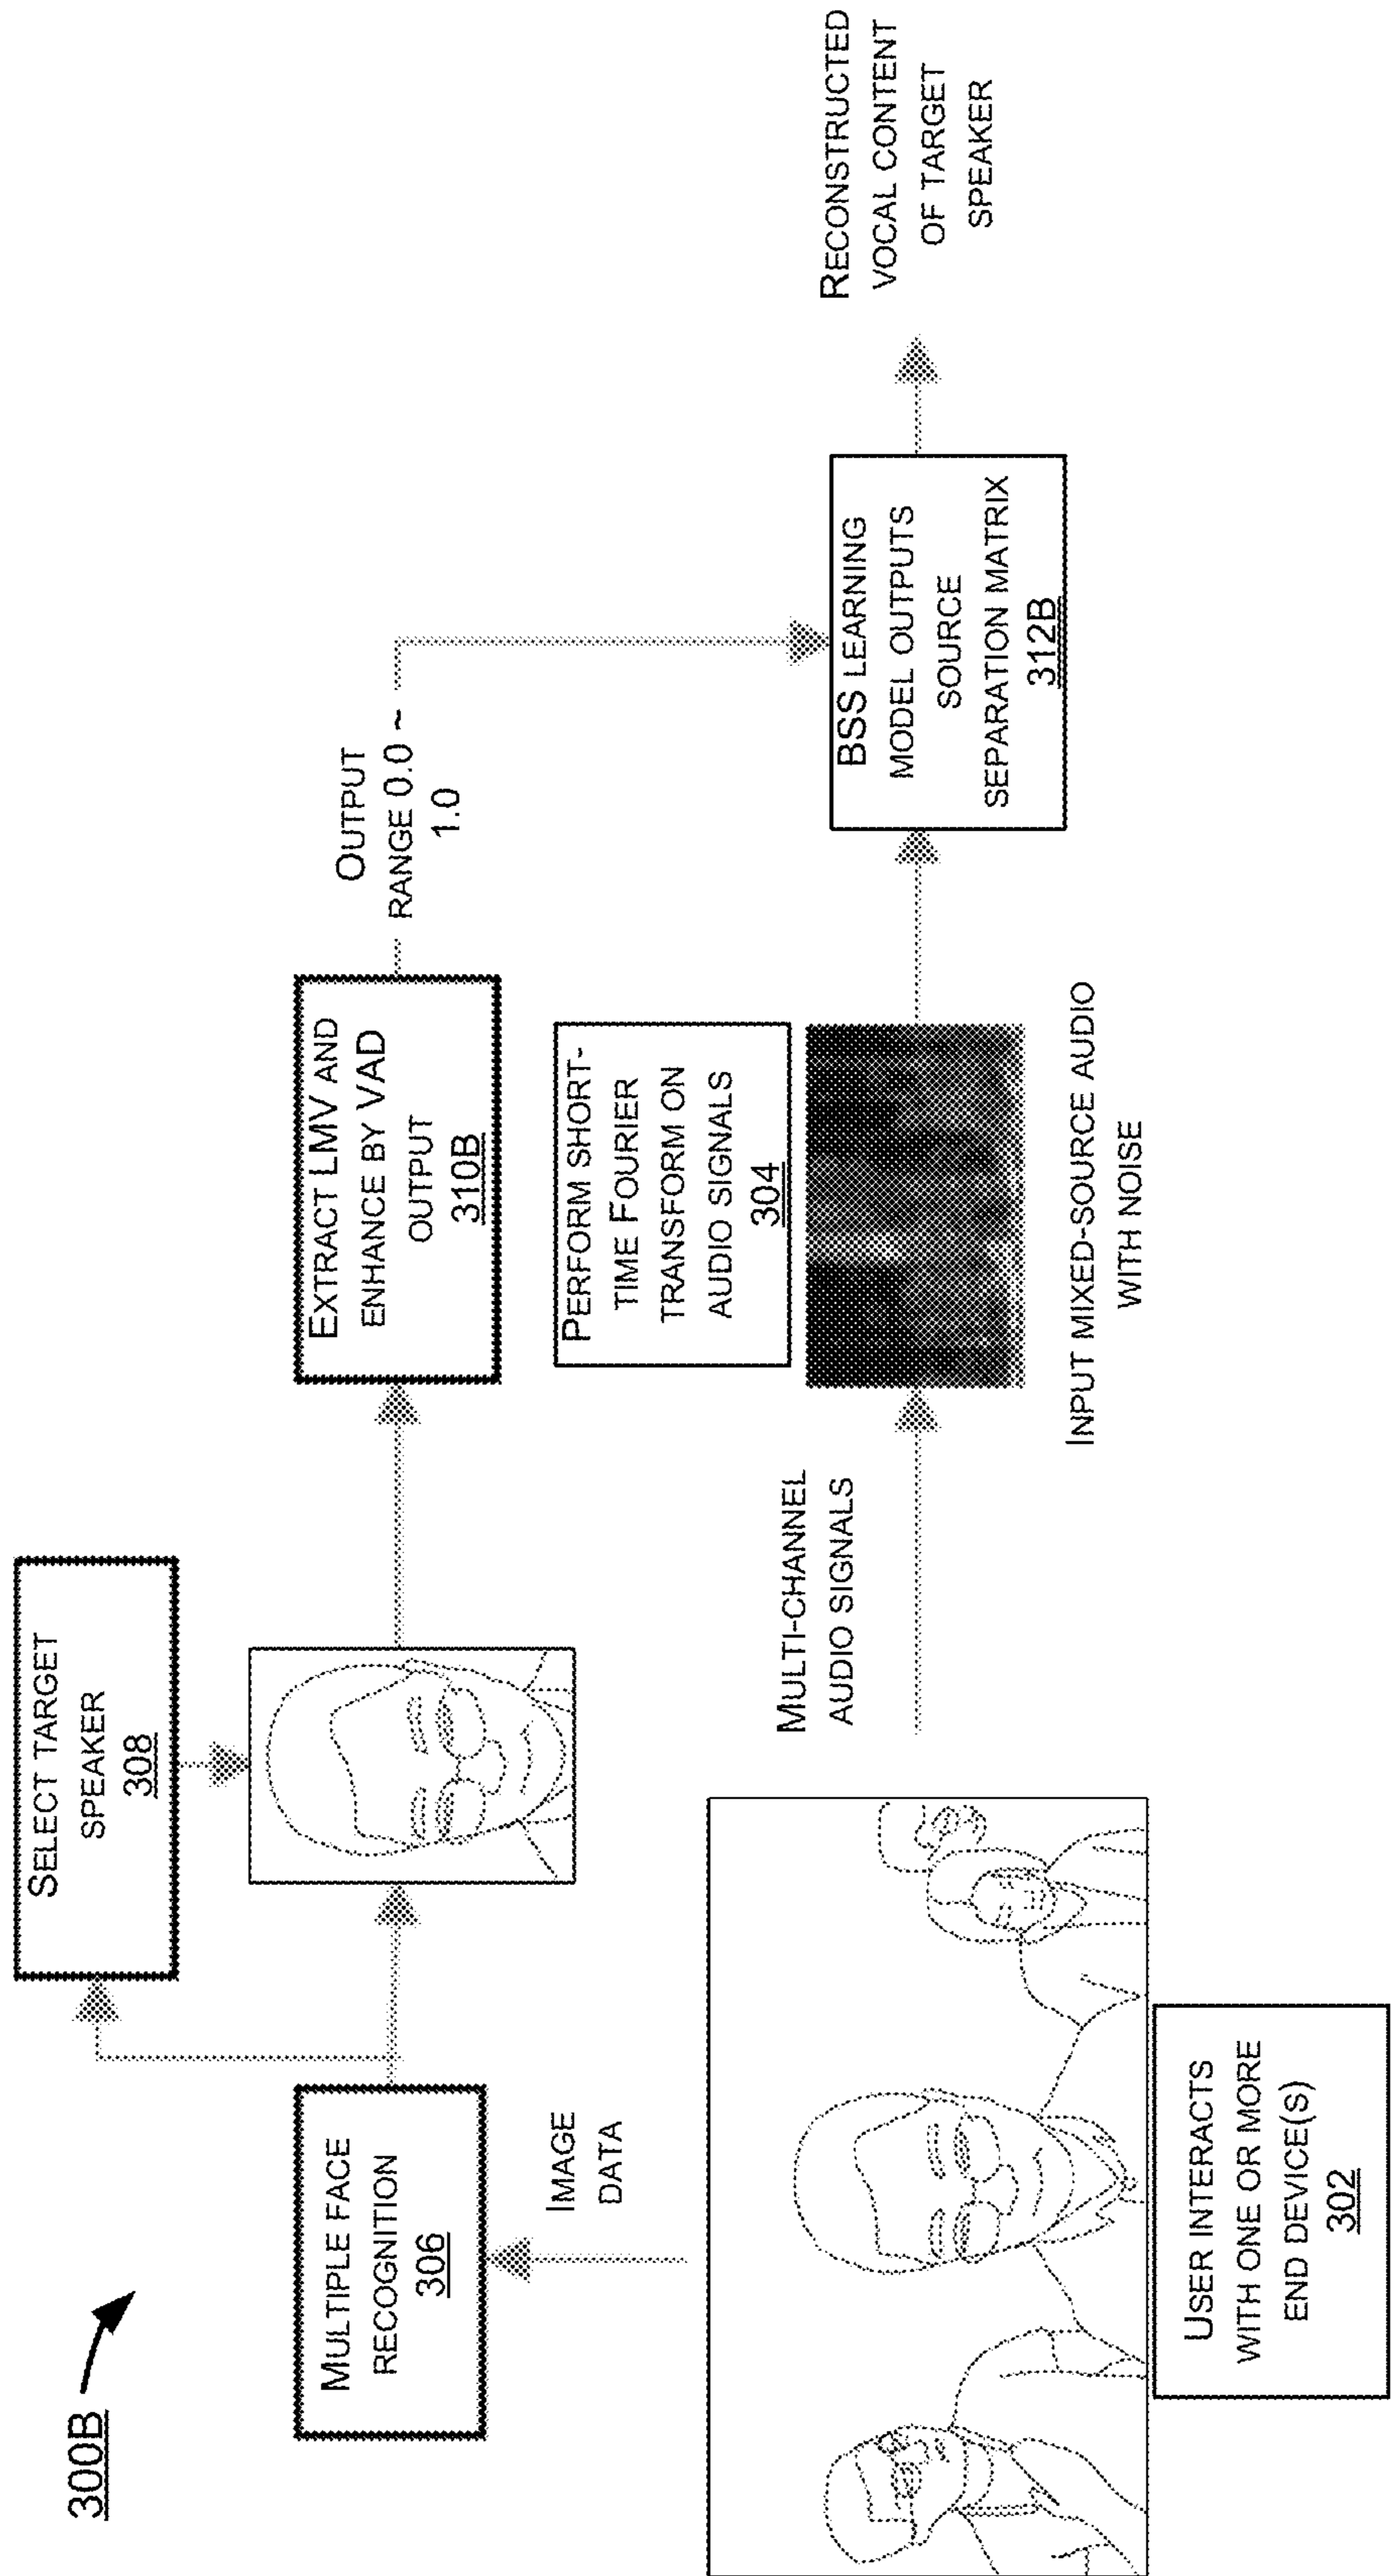 300B
SELECT TARGET
SPEAKER
308
MULTIPLE FACE
RECOGNITION
306
EXTRACT LMV AND
ENHANCE BY VAD
OUTPUT
310B
OUTPUT
RANGE 0.0 ~
1.0
IMAGE
DATA
PERFORM SHORT-
TIME FOURIER
TRANSFORM ON
AUDIO SIGNALS
304
MULTI-CHANNEL
AUDIO SIGNALS
BSS LEARNING
MODEL OUTPUTS
SOURCE
SEPARATION MATRIX
312B
RECONSTRUCTED
VOCAL CONTENT
OF TARGET
SPEAKER
INPUT MIXED-SOURCE AUDIO
WITH NOISE
USER INTERACTS
WITH ONE OR MORE
END DEVICE(S)
302